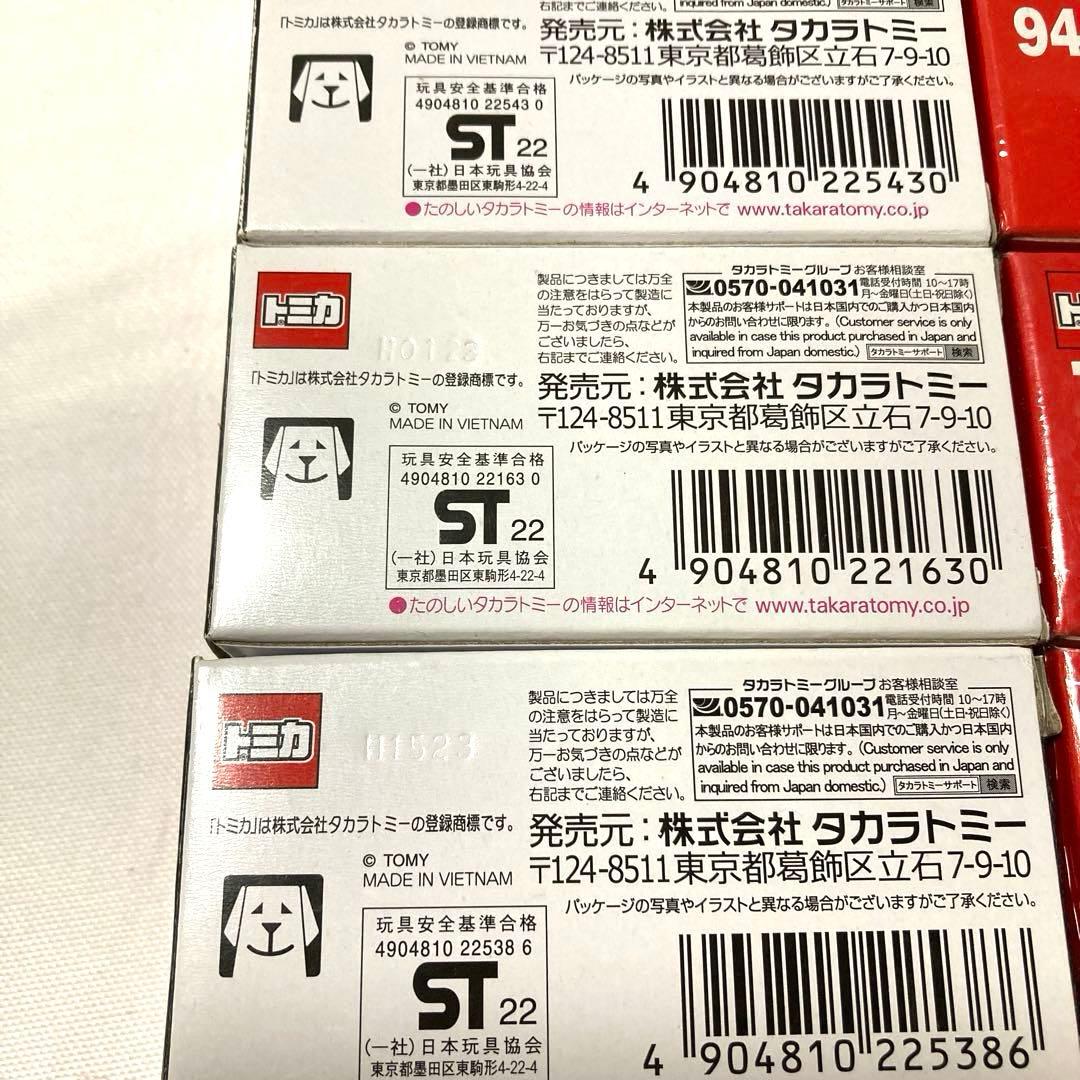 右記までご連絡ください。
inquired from Japan domestic.) タカラトミーサポート 検索
「トミカ」は株式会社タカラトミーの登録商標です。
発売元：株式会社 タカラトミー
© TOMY
MADE IN VIETNAM
〒124-8511 東京都葛飾区立石7-9-10
パッケージの写真やイラストと異なる場合がございますがご了承ください。
玩具安全基準合格
4904810 22543 0
ST 22
(一社)日本玩具協会
東京都墨田区東駒形4-22-4
4 904810 225430
●たのしいタカラトミーの情報はインターネットで www.takaratomy.co.jp
94
トミカ
H0123
製品につきましては万全
の注意をはらって製造に
当たっておりますが、
万一お気づきの点などが
ございましたら、
右記までご連絡ください。
タカラトミーグループ お客様相談室
0570-041031 電話受付時間 10〜17時
月〜金曜日(土日・祝日除く)
本製品のお客様サポートは日本国内でのご購入かつ日本国内
からのお問い合わせに限ります。(Customer service is only
available in case this product purchased in Japan and
inquired from Japan domestic.) タカラトミーサポート 検索
「トミカ」は株式会社タカラトミーの登録商標です。
発売元：株式会社 タカラトミー
© TOMY
MADE IN VIETNAM
〒124-8511 東京都葛飾区立石7-9-10
パッケージの写真やイラストと異なる場合がございますがご了承ください。
玩具安全基準合格
4904810 22163 0
ST 22
(一社)日本玩具協会
東京都墨田区東駒形4-22-4
4 904810 221630
●たのしいタカラトミーの情報はインターネットで www.takaratomy.co.jp
トミカ
H1523
製品につきましては万全
の注意をはらって製造に
当たっておりますが、
万一お気づきの点などが
ございましたら、
右記までご連絡ください。
タカラトミーグループ お客様相談室
0570-041031 電話受付時間 10〜17時
月〜金曜日(土日・祝日除く)
本製品のお客様サポートは日本国内でのご購入かつ日本国内
からのお問い合わせに限ります。(Customer service is only
available in case this product purchased in Japan and
inquired from Japan domestic.) タカラトミーサポート 検索
「トミカ」は株式会社タカラトミーの登録商標です。
発売元：株式会社 タカラトミー
© TOMY
MADE IN VIETNAM
〒124-8511 東京都葛飾区立石7-9-10
パッケージの写真やイラストと異なる場合がございますがご了承ください。
玩具安全基準合格
4904810 22538 6
ST 22
(一社)日本玩具協会
東京都墨田区東駒形4-22-4
4 904810 225386